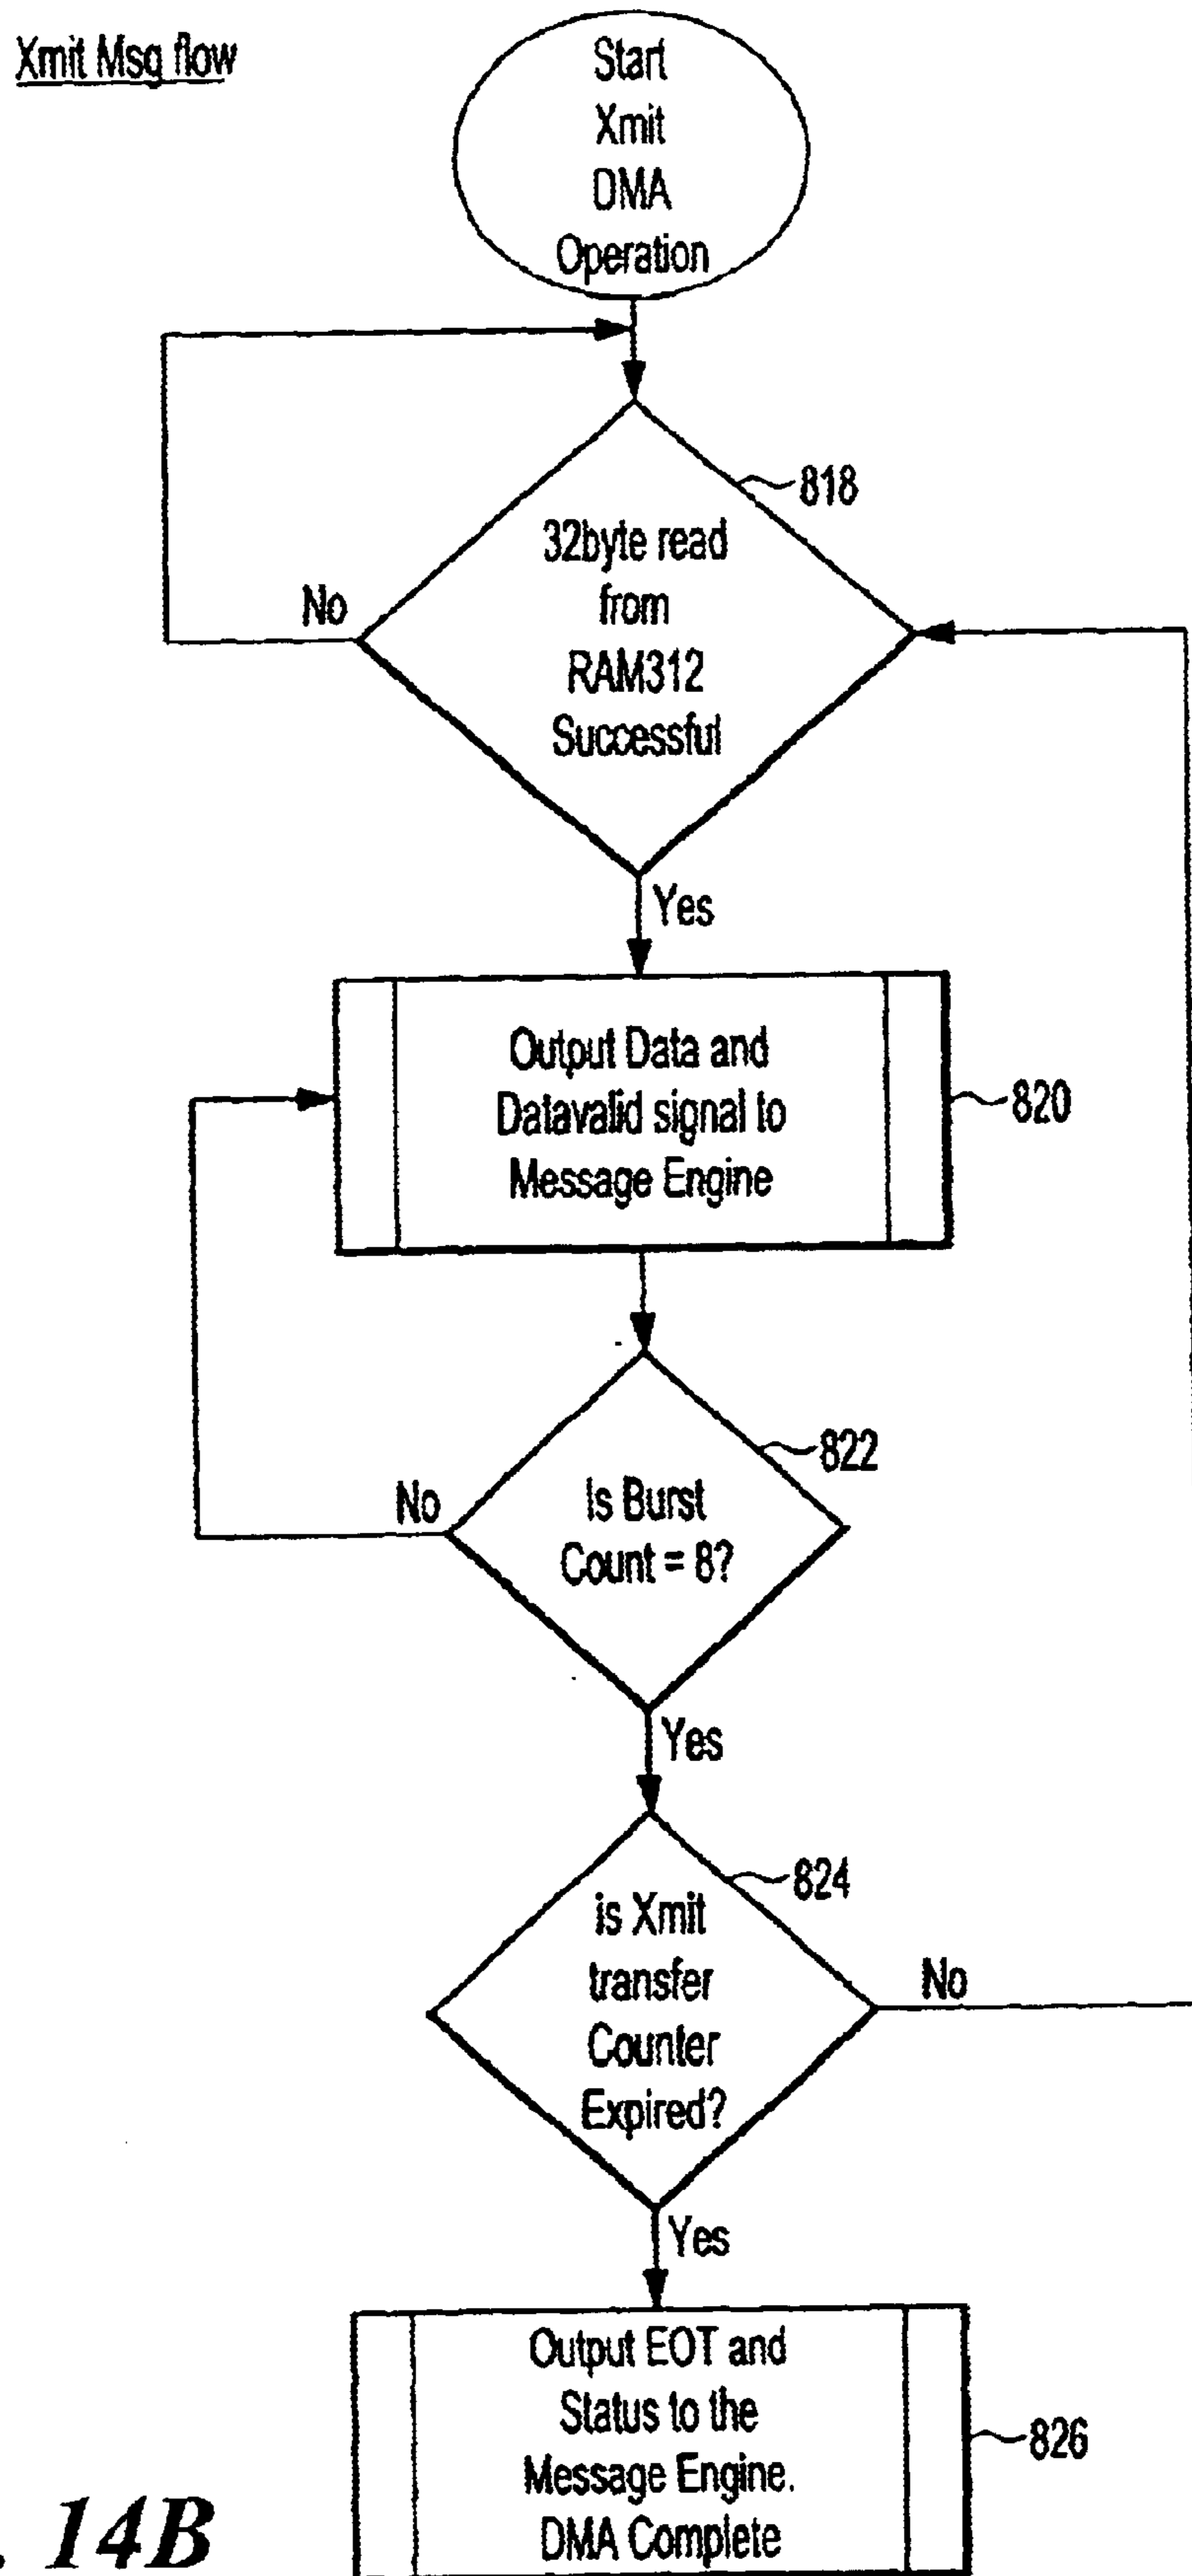 Xmit Msg flow
Start
Xmit
DMA
Operation
818
32byte read
from
RAM312
Successful
No
Yes
Output Data and
Datavalid signal to
Message Engine
820
822
Is Burst
Count = 8?
No
Yes
824
is Xmit
transfer
Counter
Expired?
No
Yes
Output EOT and
Status to the
Message Engine.
DMA Complete
826
. 14B